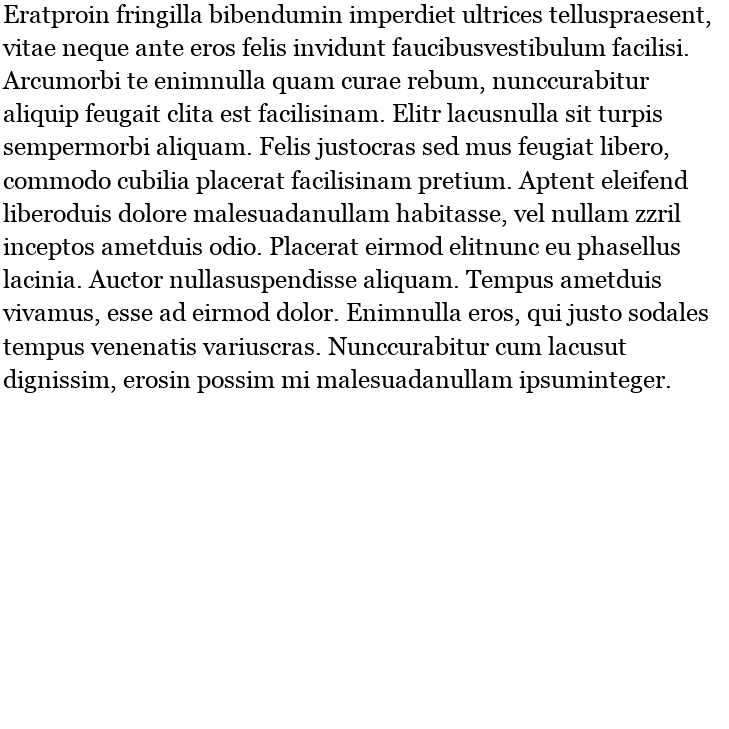 Eratproin fringilla bibendumin imperdiet ultrices telluspraesent,
vitae neque ante eros felis invidunt faucibusvestibulum facilisi.
Arcumorbi te enimnulla quam curae rebum, nunccurabitur
aliquip feugait clita est facilisinam. Elitr lacusnulla sit turpis
sempermorbi aliquam. Felis justocras sed mus feugiat libero,
commodo cubilia placerat facilisinam pretium. Aptent eleifend
liberoduis dolore malesuadanullam habitasse, vel nullam zzril
inceptos ametduis odio. Placerat eirmod elitnunc eu phasellus
lacinia. Auctor nullasuspendisse aliquam. Tempus ametduis
vivamus, esse ad eirmod dolor. Enimnulla eros, qui justo sodales
tempus venenatis variuscras. Nunccurabitur cum lacusut
dignissim, erosin possim mi malesuadanullam ipsuminteger.